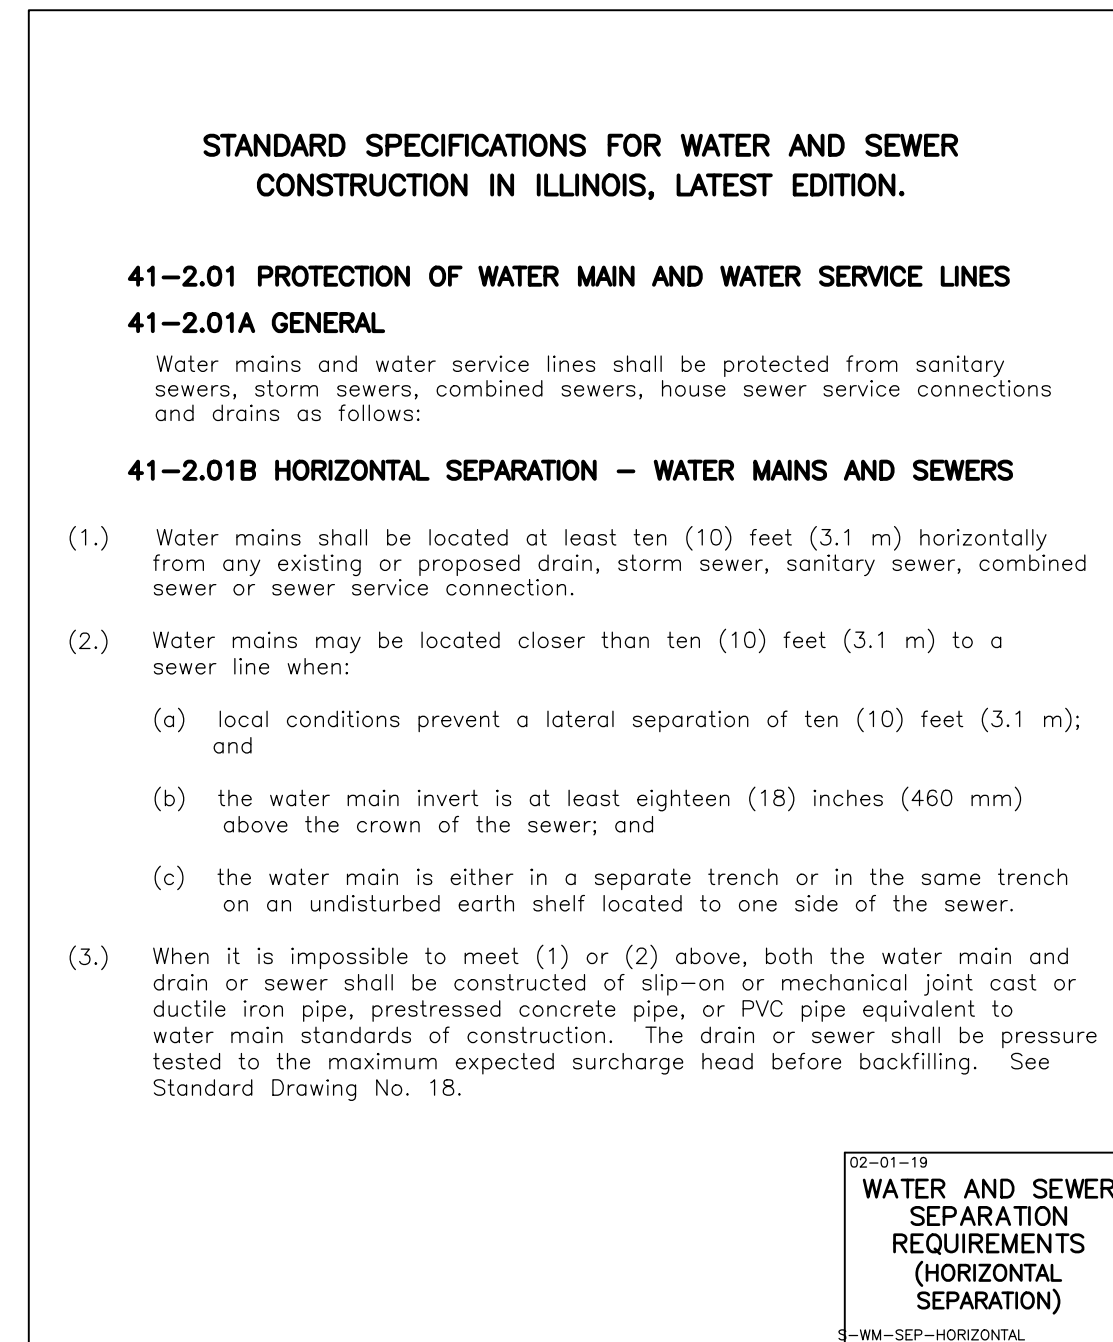 STANDARD SPECIFICATIONS FOR WATER AND SEWER
CONSTRUCTION IN ILLINOIS, LATEST EDITION.
41-2.01 PROTECTION OF WATER MAIN AND WATER SERVICE LINES
41-2.01A GENERAL
Water mains and water service lines shall be protected from sanitary
sewers, storm sewers, combined sewers, house sewer service connections
and drains as follows:
41-2.01B HORIZONTAL SEPARATION – WATER MAINS AND SEWERS
(1.) Water mains shall be located at least ten (10) feet (3.1 m) horizontally
from any existing or proposed drain, storm sewer, sanitary sewer, combined
sewer or sewer service connection.
(2.) Water mains may be located closer than ten (10) feet (3.1 m) to a
sewer line when:
(a) local conditions prevent a lateral separation of ten (10) feet (3.1 m);
and
(b) the water main invert is at least eighteen (18) inches (460 mm)
above the crown of the sewer; and
(c) the water main is either in a separate trench or in the same trench
on an undisturbed earth shelf located to one side of the sewer.
(3.) When it is impossible to meet (1) or (2) above, both the water main and
drain or sewer shall be constructed of slip-on or mechanical joint cast or
ductile iron pipe, prestressed concrete pipe, or PVC pipe equivalent to
water main standards of construction. The drain or sewer shall be pressure
tested to the maximum expected surcharge head before backfilling. See
Standard Drawing No. 18.
02-01-19
WATER AND SEWER
SEPARATION
REQUIREMENTS
(HORIZONTAL
SEPARATION)
S-WM-SEP-HORIZONTAL